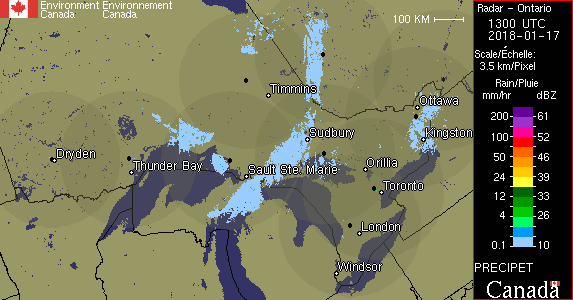 Environment Environnement
Canada Canada
100 KM
Timmins
Ottawa
Sudbury
Kingston
Dryden
Thunder Bay
Sault Ste. Marie
Orillia
Toronto
London
Windsor
Radar - Ontario
1300 UTC
2018-01-17
Scale/Échelle:
3.5 km/Pixel
Rain/Pluie
mm/hr dBZ
200 61
100 52
50 46
24 39
12 33
4 26
0.1 10
PRECIPET
Canada